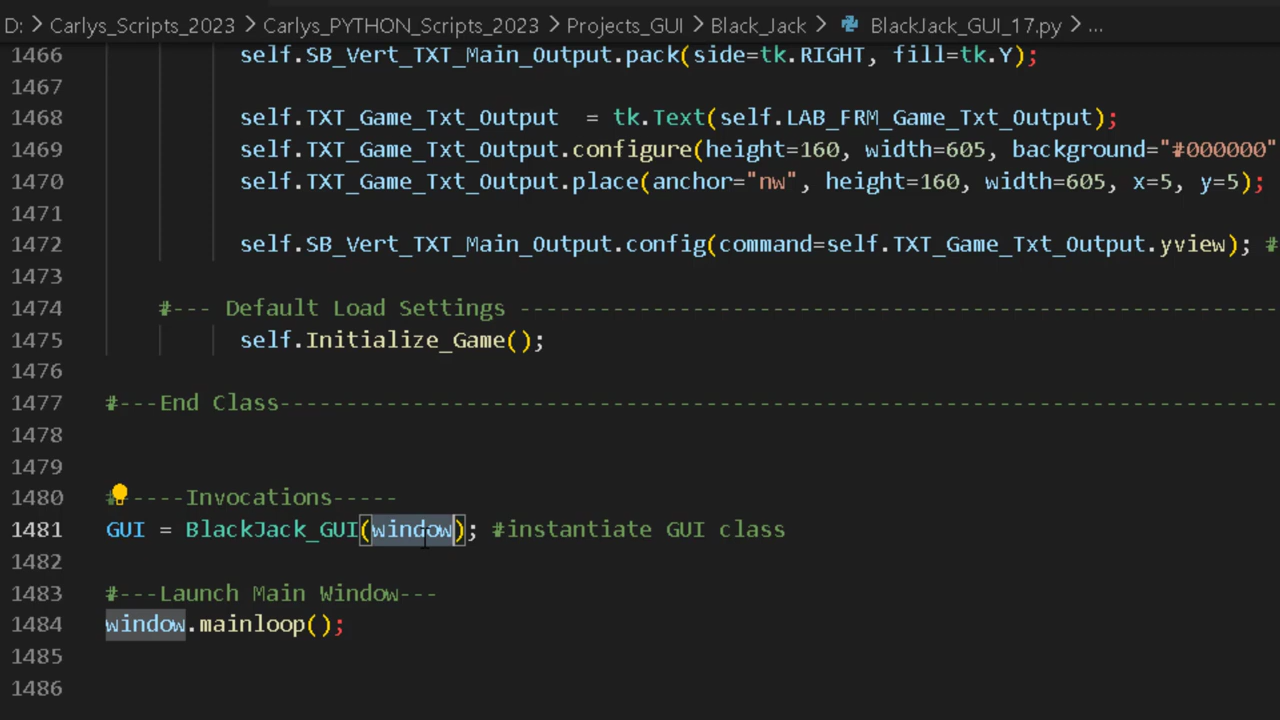 D: > Carlys_Scripts_2023 > Carlys_PYTHON_Scripts_2023 > Projects_GUI > Black_Jack > BlackJack_GUI_17.py > ...
1466 self.SB_Vert_TXT_Main_Output.pack(side=tk.RIGHT, fill=tk.Y);
1467
1468 self.TXT_Game_Txt_Output  = tk.Text(self.LAB_FRM_Game_Txt_Output);
1469 self.TXT_Game_Txt_Output.configure(height=160, width=605, background="#000000"
1470 self.TXT_Game_Txt_Output.place(anchor="nw", height=160, width=605, x=5, y=5);
1471
1472 self.SB_Vert_TXT_Main_Output.config(command=self.TXT_Game_Txt_Output.yview); #
1473
1474 #--- Default Load Settings ---------------------------------------------------------
1475 self.Initialize_Game();
1476
1477 #---End Class---------------------------------------------------------------------------
1478
1479
1480 #-----Invocations-----
1481 GUI = BlackJack_GUI(window); #instantiate GUI class
1482
1483 #---Launch Main Window---
1484 window.mainloop();
1485
1486